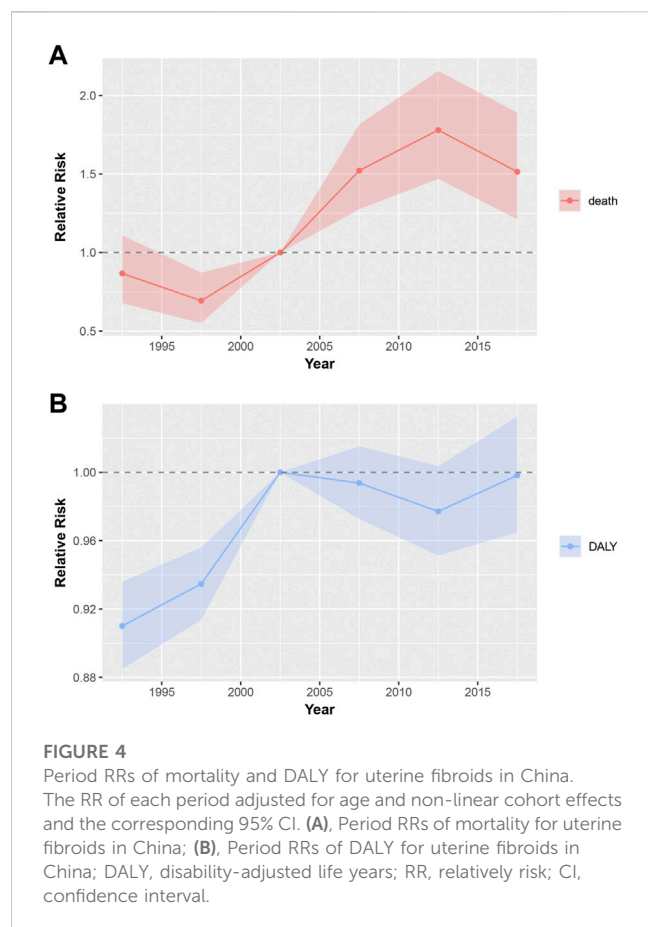 A
2.0
1.5
1.0
0.5
Relative Risk
1995 2000 2005 2010 2015
Year
death
B
1.00
0.96
0.92
0.88
Relative Risk
1995 2000 2005 2010 2015
Year
DALY
FIGURE 4
Period RRs of mortality and DALY for uterine fibroids in China.
The RR of each period adjusted for age and non-linear cohort effects
and the corresponding 95% CI. (A), Period RRs of mortality for uterine
fibroids in China; (B), Period RRs of DALY for uterine fibroids in
China; DALY, disability-adjusted life years; RR, relatively risk; CI,
confidence interval.